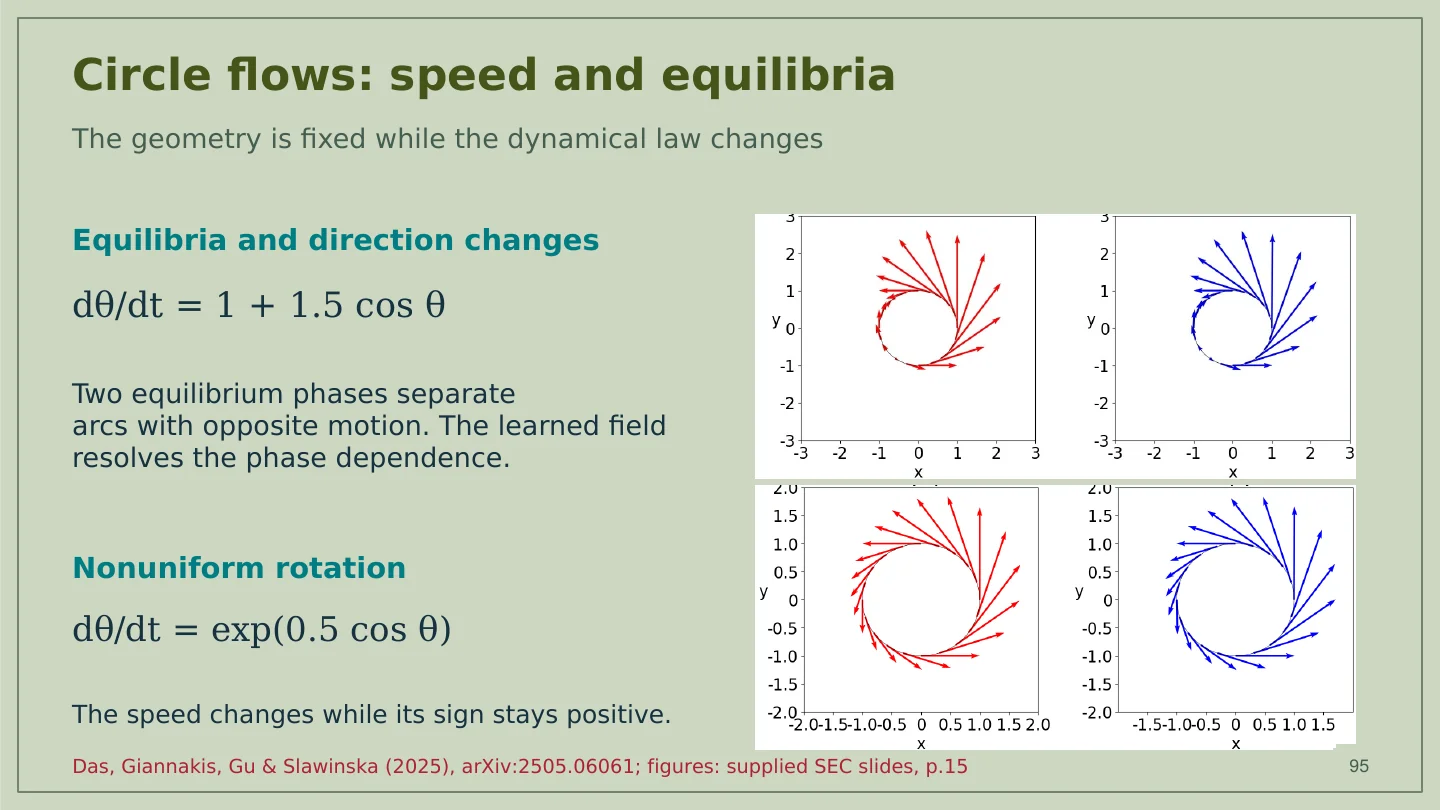 Circle flows: speed and equilibria
The geometry is fixed while the dynamical law changes
Equilibria and direction changes
dθ/dt = 1 + 1.5 cos θ
Two equilibrium phases separate
arcs with opposite motion. The learned field
resolves the phase dependence.
Nonuniform rotation
dθ/dt = exp(0.5 cos θ)
The speed changes while its sign stays positive.
3
2
1
y 0
-1
-2
-3
-3 -2 -1 0 1 2 3
x
3
2
1
y 0
-1
-2
-3
-3 -2 -1 0 1 2 3
x
2.0
1.5
1.0
0.5
y 0
-0.5
-1.0
-1.5
-2.0
-2.0-1.5-1.0-0.5 0 0.5 1.0 1.5 2.0
x
2.0
1.5
1.0
0.5
y 0
-0.5
-1.0
-1.5
-2.0
-1.5-1.0-0.5 0 0.5 1.0 1.5
x
Das, Giannakis, Gu & Slawinska (2025), arXiv:2505.06061; figures: supplied SEC slides, p.15
95